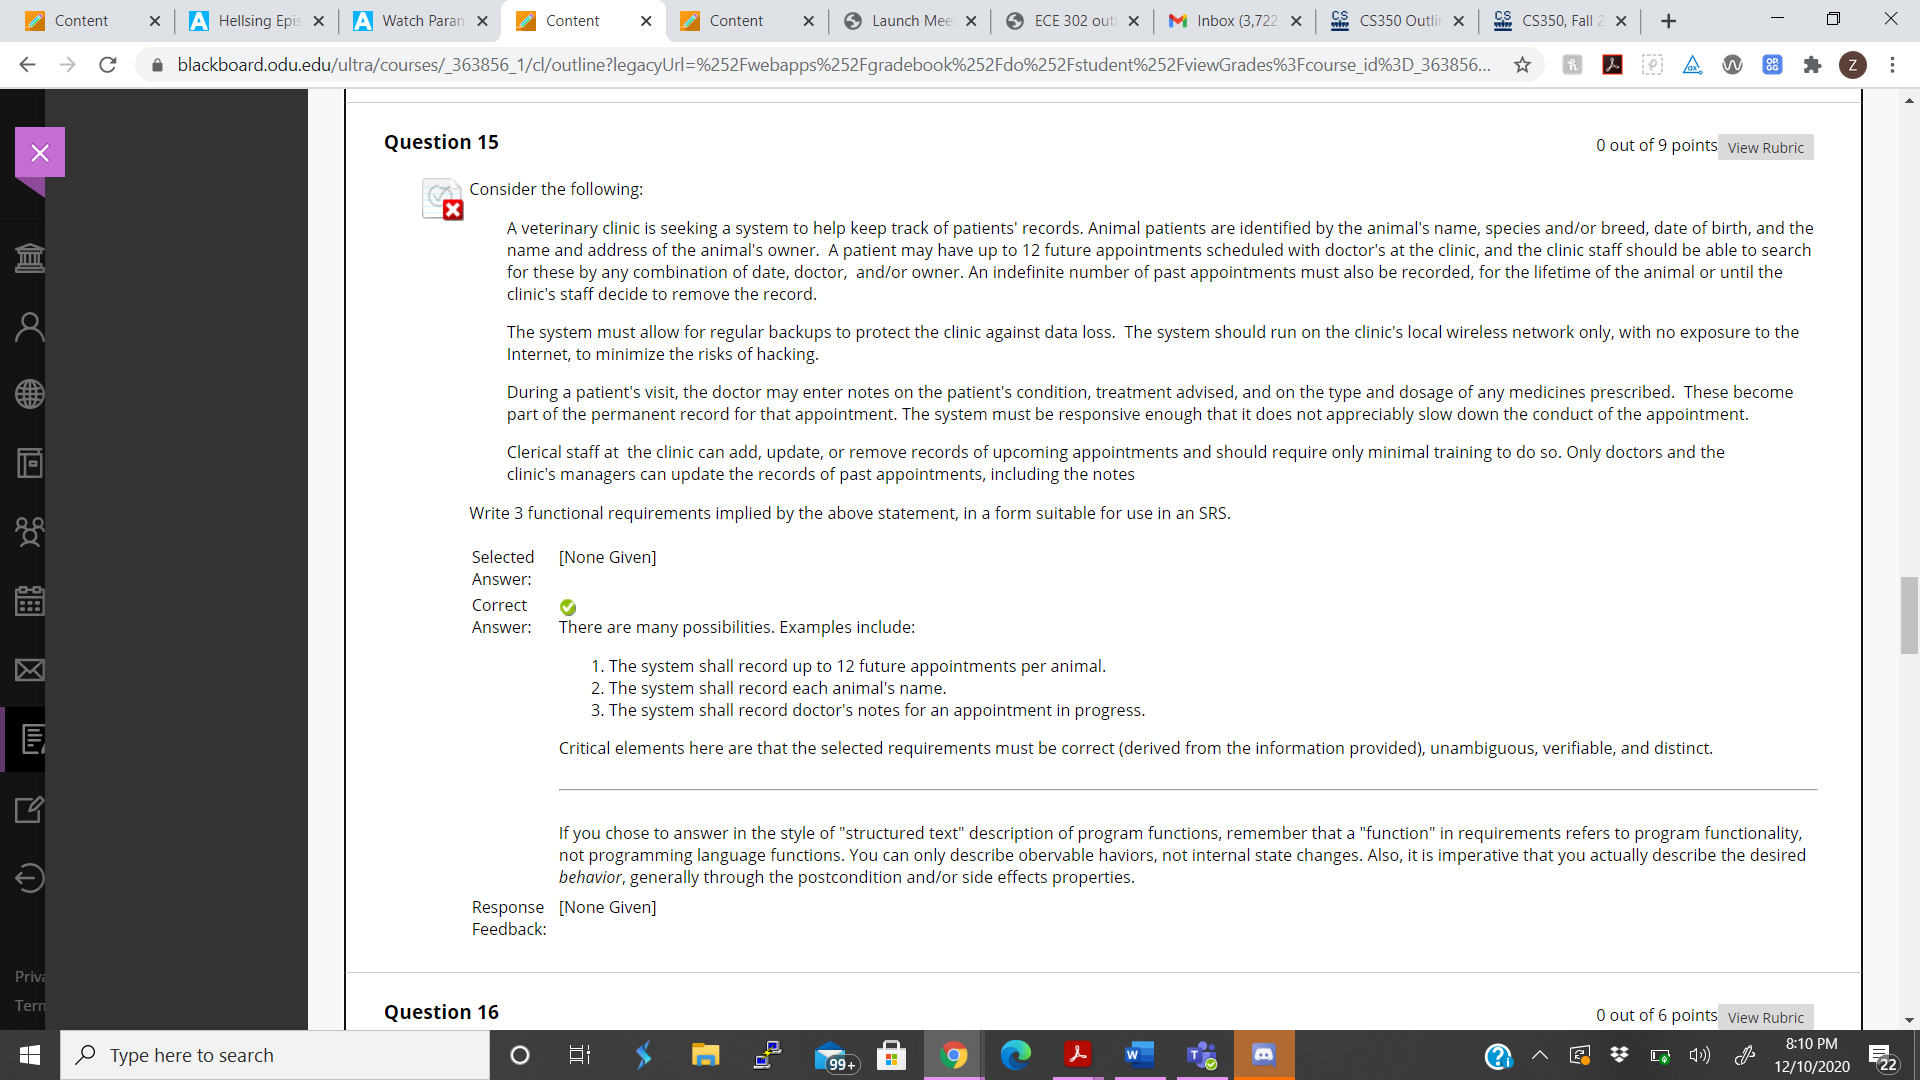 Content
Hellsing Epis
Watch Paran
Content
Content
Launch Mee
ECE 302 outl
Inbox (3,722
CS350 Outlin
CS350, Fall 2
blackboard.odu.edu/ultra/courses/_363856_1/cl/outline?legacyUrl=%252Fwebapps%252Fgradebook%252Fdo%252Fstudent%252FviewGrades%3Fcourse_id%3D_363856...
Z
Question 15
0 out of 9 points
View Rubric
Consider the following:
A veterinary clinic is seeking a system to help keep track of patients' records. Animal patients are identified by the animal's name, species and/or breed, date of birth, and the
name and address of the animal's owner.  A patient may have up to 12 future appointments scheduled with doctor's at the clinic, and the clinic staff should be able to search
for these by any combination of date, doctor,  and/or owner. An indefinite number of past appointments must also be recorded, for the lifetime of the animal or until the
clinic's staff decide to remove the record.
The system must allow for regular backups to protect the clinic against data loss.  The system should run on the clinic's local wireless network only, with no exposure to the
Internet, to minimize the risks of hacking.
During a patient's visit, the doctor may enter notes on the patient's condition, treatment advised, and on the type and dosage of any medicines prescribed.  These become
part of the permanent record for that appointment. The system must be responsive enough that it does not appreciably slow down the conduct of the appointment.
Clerical staff at  the clinic can add, update, or remove records of upcoming appointments and should require only minimal training to do so. Only doctors and the
clinic's managers can update the records of past appointments, including the notes
Write 3 functional requirements implied by the above statement, in a form suitable for use in an SRS.
Selected Answer:
[None Given]
Correct Answer:
There are many possibilities. Examples include:
1. The system shall record up to 12 future appointments per animal.
2. The system shall record each animal's name.
3. The system shall record doctor's notes for an appointment in progress.
Critical elements here are that the selected requirements must be correct (derived from the information provided), unambiguous, verifiable, and distinct.
If you chose to answer in the style of "structured text" description of program functions, remember that a "function" in requirements refers to program functionality,
not programming language functions. You can only describe obervable haviors, not internal state changes. Also, it is imperative that you actually describe the desired
behavior, generally through the postcondition and/or side effects properties.
Response Feedback:
[None Given]
Priva
Term
Question 16
0 out of 6 points
View Rubric
Type here to search
99+
8:10 PM
12/10/2020
22